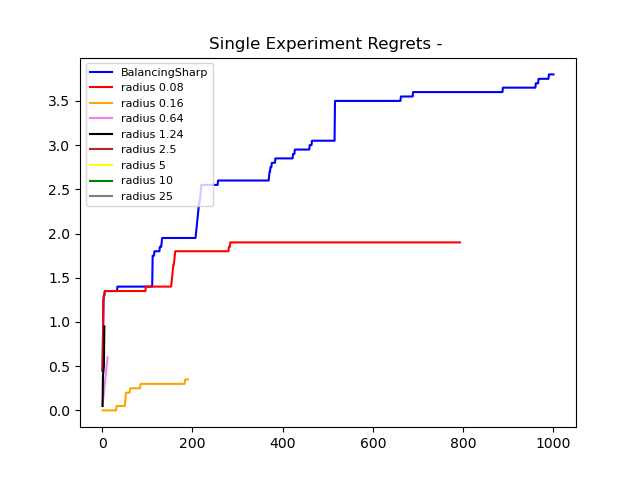 Single Experiment Regrets -
BalancingSharp
radius 0.08
radius 0.16
radius 0.64
radius 1.24
radius 2.5
radius 5
radius 10
radius 25
3.5
3.0
2.5
2.0
1.5
1.0
0.5
0.0
0 200 400 600 800 1000